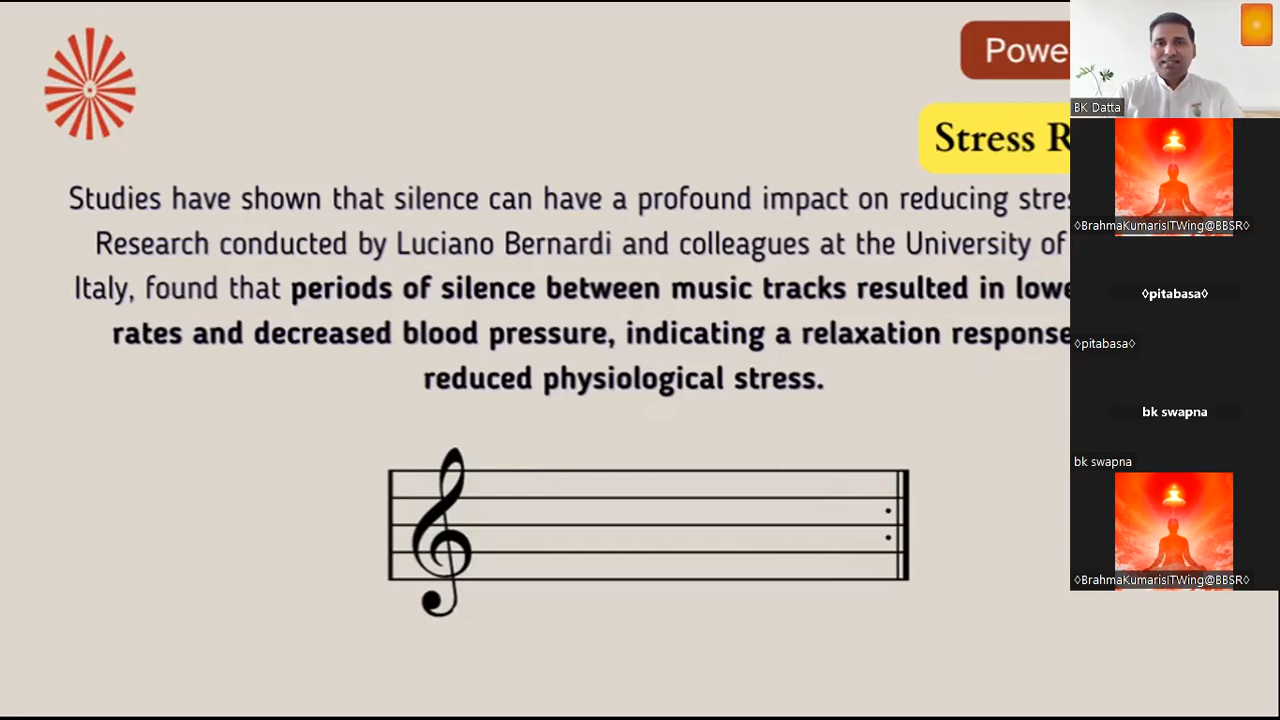 Powe
Stress R
Studies have shown that silence can have a profound impact on reducing stres
Research conducted by Luciano Bernardi and colleagues at the University of
Italy, found that periods of silence between music tracks resulted in lowe
rates and decreased blood pressure, indicating a relaxation response
reduced physiological stress.
BK Datta
◊BrahmaKumarisITWing@BBSR◊
◊pitabasa◊
◊pitabasa◊
bk swapna
bk swapna
◊BrahmaKumarisITWing@BBSR◊